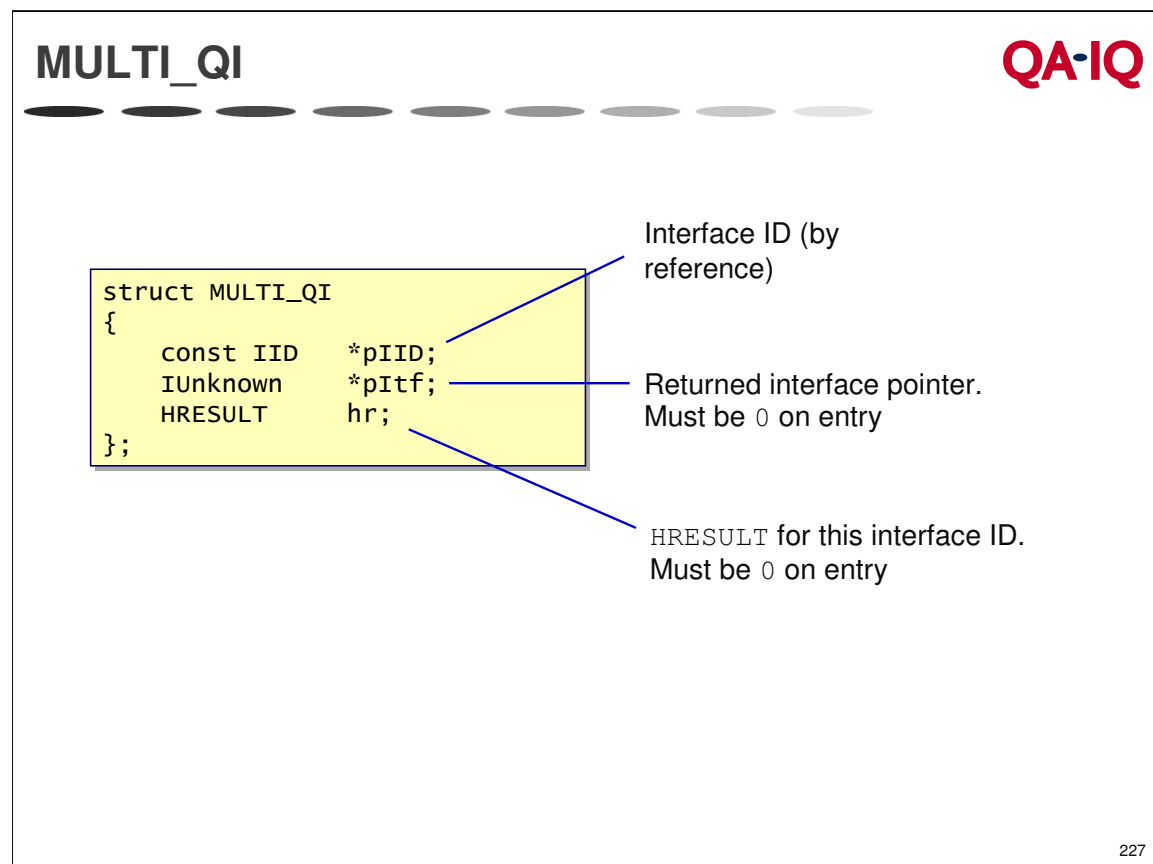 MULTI_QI
QA-IQ
struct MULTI_QI
{
    const IID   *pIID;
    IUnknown    *pItf;
    HRESULT     hr;
};
Interface ID (by
reference)
Returned interface pointer.
Must be 0 on entry
HRESULT for this interface ID.
Must be 0 on entry
227